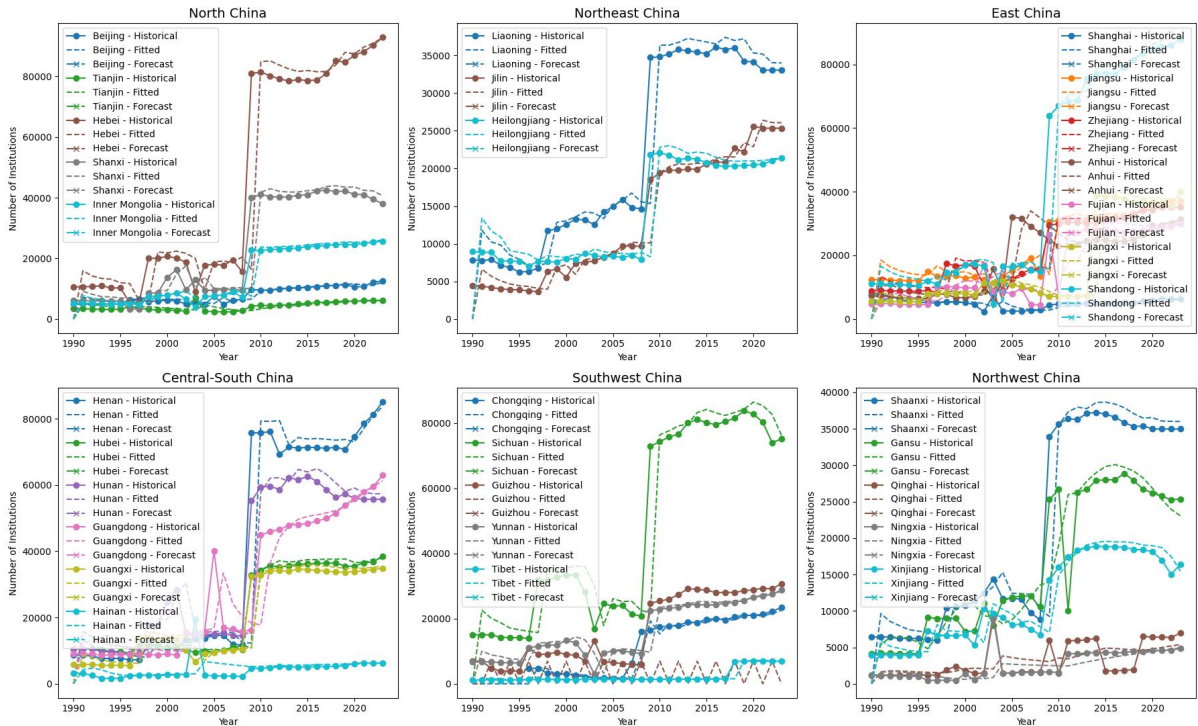 North China
Number of Institutions
80000
60000
40000
20000
0
Beijing - Historical
Beijing - Fitted
Beijing - Forecast
Tianjin - Historical
Tianjin - Fitted
Tianjin - Forecast
Hebei - Historical
Hebei - Fitted
Hebei - Forecast
Shanxi - Historical
Shanxi - Fitted
Shanxi - Forecast
Inner Mongolia - Historical
Inner Mongolia - Fitted
Inner Mongolia - Forecast
1990 1995 2000 2005 2010 2015 2020
Year
Northeast China
Number of Institutions
35000
30000
25000
20000
15000
10000
5000
0
Liaoning - Historical
Liaoning - Fitted
Liaoning - Forecast
Jilin - Historical
Jilin - Fitted
Jilin - Forecast
Heilongjiang - Historical
Heilongjiang - Fitted
Heilongjiang - Forecast
1990 1995 2000 2005 2010 2015 2020
Year
East China
Number of Institutions
80000
60000
40000
20000
0
Shanghai - Historical
Shanghai - Fitted
Shanghai - Forecast
Jiangsu - Historical
Jiangsu - Fitted
Jiangsu - Forecast
Zhejiang - Historical
Zhejiang - Fitted
Zhejiang - Forecast
Anhui - Historical
Anhui - Fitted
Anhui - Forecast
Fujian - Historical
Fujian - Fitted
Fujian - Forecast
Jiangxi - Historical
Jiangxi - Fitted
Jiangxi - Forecast
Shandong - Historical
Shandong - Fitted
Shandong - Forecast
1990 1995 2000 2005 2010 2015 2020
Year
Central-South China
Number of Institutions
80000
60000
40000
20000
0
Henan - Historical
Henan - Fitted
Henan - Forecast
Hubei - Historical
Hubei - Fitted
Hubei - Forecast
Hunan - Historical
Hunan - Fitted
Hunan - Forecast
Guangdong - Historical
Guangdong - Fitted
Guangdong - Forecast
Guangxi - Historical
Guangxi - Fitted
Guangxi - Forecast
Hainan - Historical
Hainan - Fitted
Hainan - Forecast
1990 1995 2000 2005 2010 2015 2020
Year
Southwest China
Number of Institutions
80000
60000
40000
20000
0
Chongqing - Historical
Chongqing - Fitted
Chongqing - Forecast
Sichuan - Historical
Sichuan - Fitted
Sichuan - Forecast
Guizhou - Historical
Guizhou - Fitted
Guizhou - Forecast
Yunnan - Historical
Yunnan - Fitted
Yunnan - Forecast
Tibet - Historical
Tibet - Fitted
Tibet - Forecast
1990 1995 2000 2005 2010 2015 2020
Year
Northwest China
Number of Institutions
40000
35000
30000
25000
20000
15000
10000
5000
0
Shaanxi - Historical
Shaanxi - Fitted
Shaanxi - Forecast
Gansu - Historical
Gansu - Fitted
Gansu - Forecast
Qinghai - Historical
Qinghai - Fitted
Qinghai - Forecast
Ningxia - Historical
Ningxia - Fitted
Ningxia - Forecast
Xinjiang - Historical
Xinjiang - Fitted
Xinjiang - Forecast
1990 1995 2000 2005 2010 2015 2020
Year